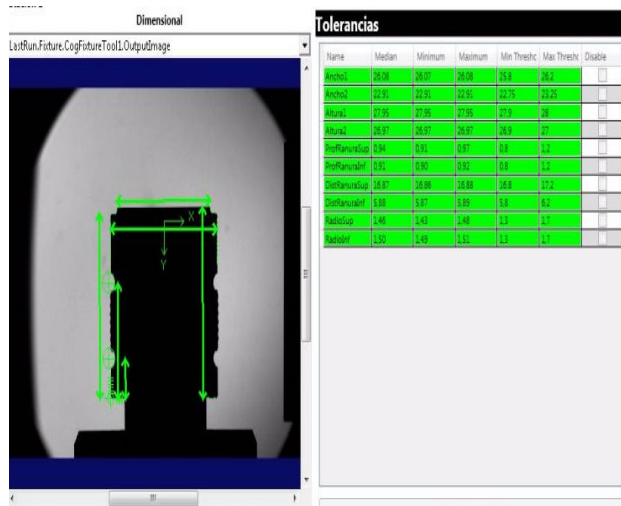 Dimensional
LastRun.Fixture.CogFixtureTool1.OutputImage
X
Y
Tolerancias
Name Median Minimum Maximum Min Threshc Max Threshc Disable
Ancho1 26.08 26.07 26.08 25.8 26.2
Ancho2 22.91 22.91 22.91 22.75 23.25
Altura1 27.95 27.95 27.95 27.9 28
Altura2 26.97 26.97 26.97 26.9 27
ProfRanuraSup 0.94 0.91 0.97 0.8 1.2
ProfRanuraInf 0.91 0.90 0.92 0.8 1.2
DistRanuraSup 16.87 16.86 16.88 16.8 17.2
DistRanuraInf 5.88 5.87 5.89 5.8 6.2
RadioSup 1.46 1.43 1.48 1.3 1.7
RadioInf 1.50 1.49 1.51 1.3 1.7